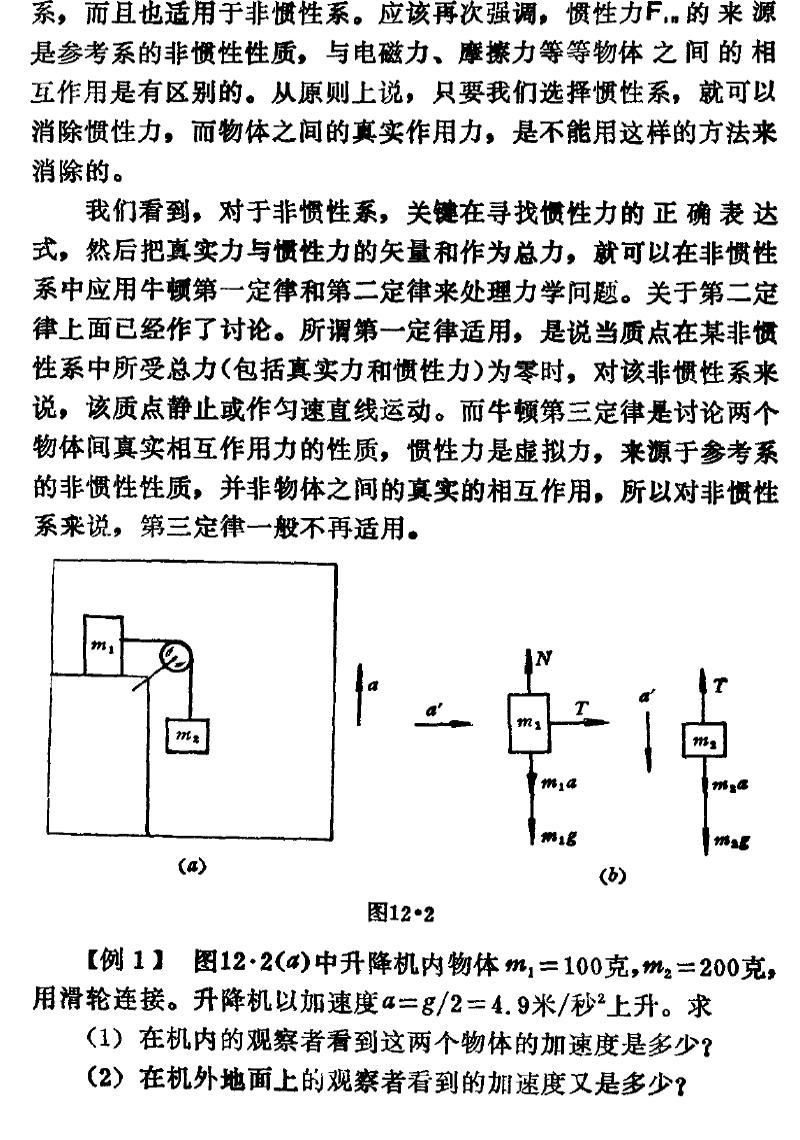 系，而且也适用于非惯性系。应该再次强调，惯性力F的来源
是参考系的非惯性性质，与电磁力、摩擦力等等物体之间的相
互作用是有区别的。从原则上说，只要我们选择惯性系，就可以
消除惯性力，而物体之间的真实作用力，是不能用这样的方法来
消除的。
我们看到，对于非惯性系，关键在寻找惯性力的正确表达
式，然后把真实力与惯性力的矢量和作为总力，就可以在非惯性
系中应用牛顿第一定律和第二定律来处理力学问题。关于第二定
律上面已经作了讨论。所谓第一定律适用，是说当质点在某非惯
性系中所受总力(包括真实力和惯性力)为零时，对该非惯性系来
说，该质点静止或作匀速直线运动。而牛顿第三定律是讨论两个
物体间真实相互作用力的性质，惯性力是虚拟力，来源于参考系
的非惯性性质，并非物体之间的真实的相互作用，所以对非惯性
系来说，第三定律一般不再适用。
m₁
m₂
a
(a)
a′
N
m₁
T
m₁a
m₁g
a′
T
m₂
m₂a
m₂g
(b)
图12·2
【例1】 图12·2(a)中升降机内物体m₁=100克,m₂=200克,
用滑轮连接。升降机以加速度a=g/2=4.9米/秒²上升。求
(1) 在机内的观察者看到这两个物体的加速度是多少?
(2) 在机外地面上的观察者看到的加速度又是多少?